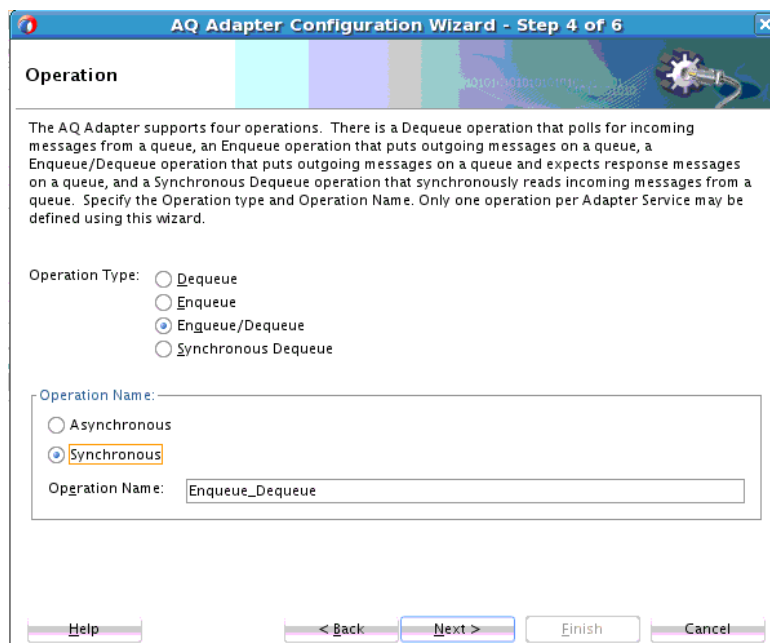 AQ Adapter Configuration Wizard - Step 4 of 6
Operation
The AQ Adapter supports four operations.  There is a Dequeue operation that polls for incoming
messages from a queue, an Enqueue operation that puts outgoing messages on a queue, a
Enqueue/Dequeue operation that puts outgoing messages on a queue and expects response messages
on a queue, and a Synchronous Dequeue operation that synchronously reads incoming messages from a
queue.  Specify the Operation type and Operation Name. Only one operation per Adapter Service may be
defined using this wizard.
Operation Type:
Dequeue
Enqueue
Enqueue/Dequeue
Synchronous Dequeue
Operation Name:
Asynchronous
Synchronous
Operation Name: Enqueue_Dequeue
Help < Back Next > Finish Cancel